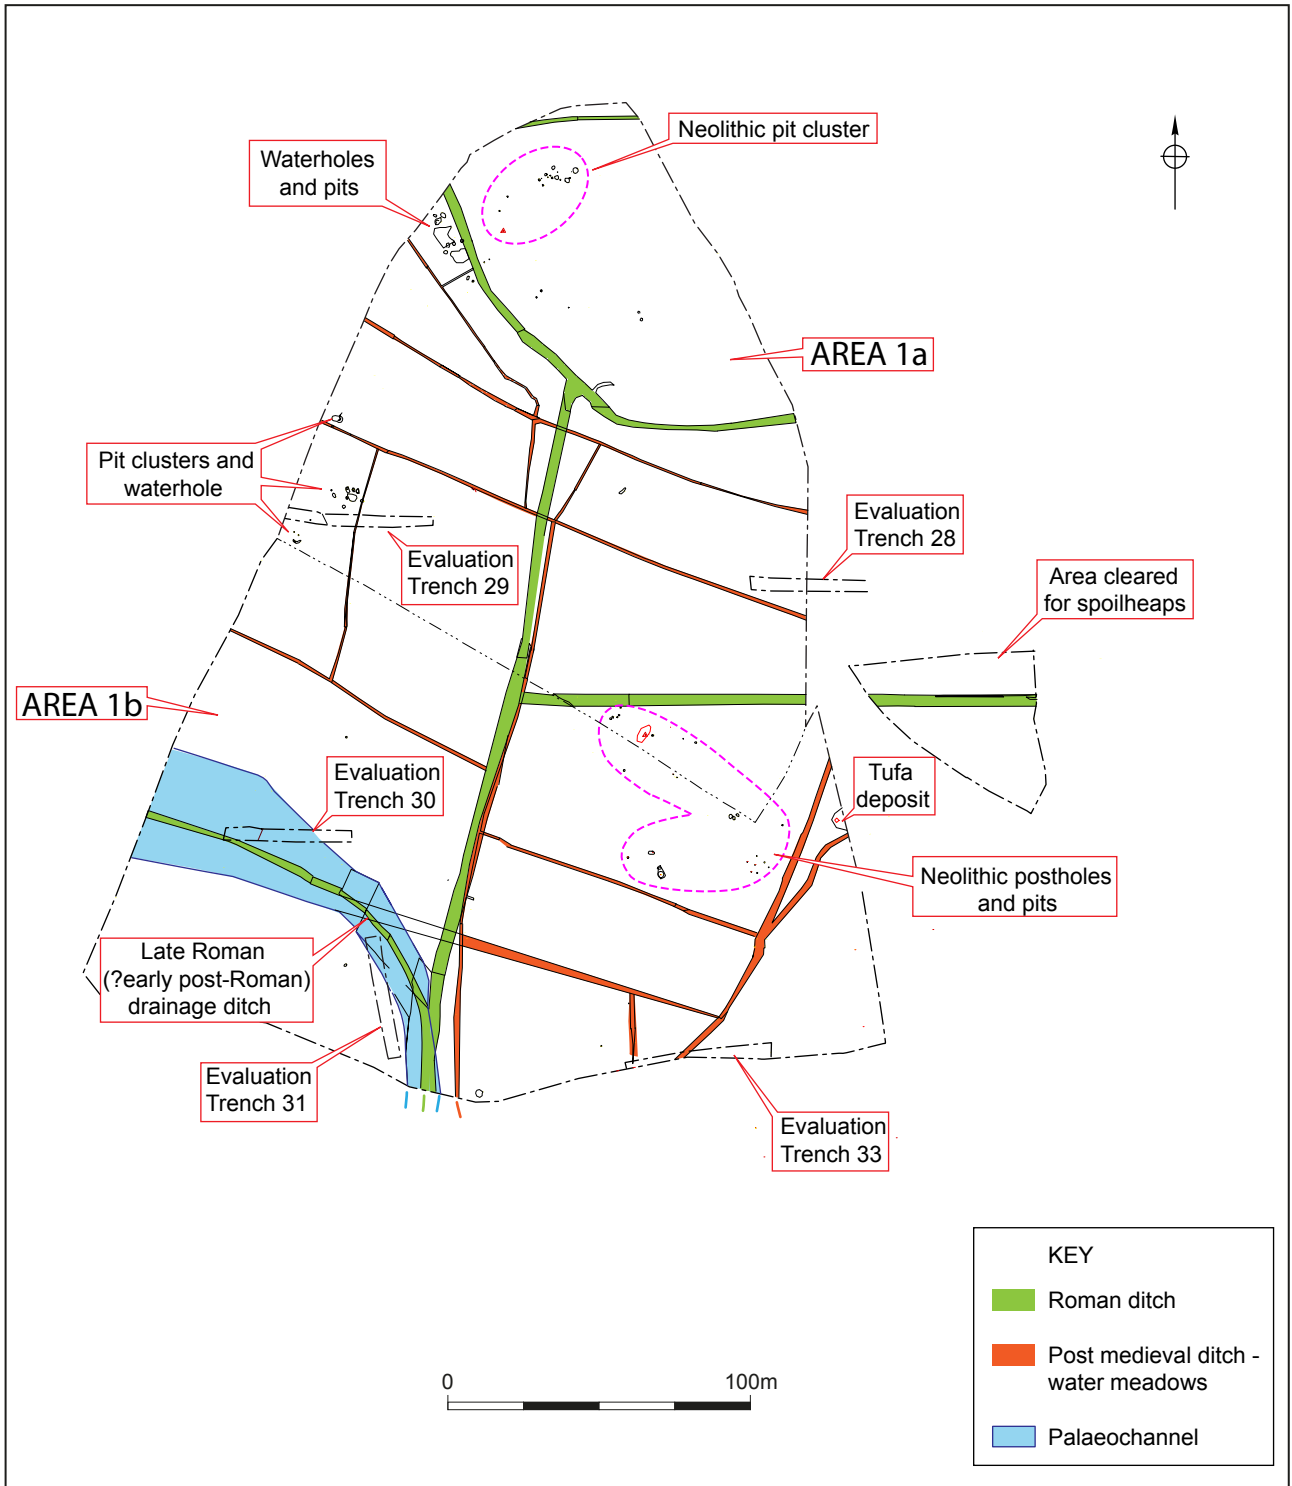 Neolithic pit cluster
Waterholes
and pits
AREA 1a
Pit clusters and
waterhole
Evaluation
Trench 28
Evaluation
Trench 29
Area cleared
for spoilheaps
AREA 1b
Evaluation
Trench 30
Tufa
deposit
Neolithic postholes
and pits
Late Roman
(?early post-Roman)
drainage ditch
Evaluation
Trench 31
Evaluation
Trench 33
KEY
Roman ditch
Post medieval ditch -
water meadows
Palaeochannel
0 100m